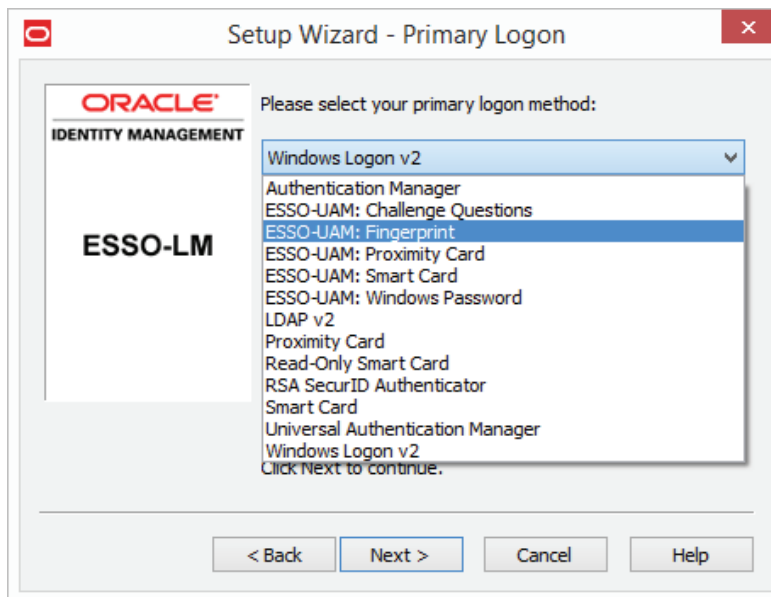 Setup Wizard - Primary Logon
ORACLE
IDENTITY MANAGEMENT
ESSO-LM
Please select your primary logon method:
Windows Logon v2
Authentication Manager
ESSO-UAM: Challenge Questions
ESSO-UAM: Fingerprint
ESSO-UAM: Proximity Card
ESSO-UAM: Smart Card
ESSO-UAM: Windows Password
LDAP v2
Proximity Card
Read-Only Smart Card
RSA SecurID Authenticator
Smart Card
Universal Authentication Manager
Windows Logon v2
Click Next to continue.
< Back
Next >
Cancel
Help